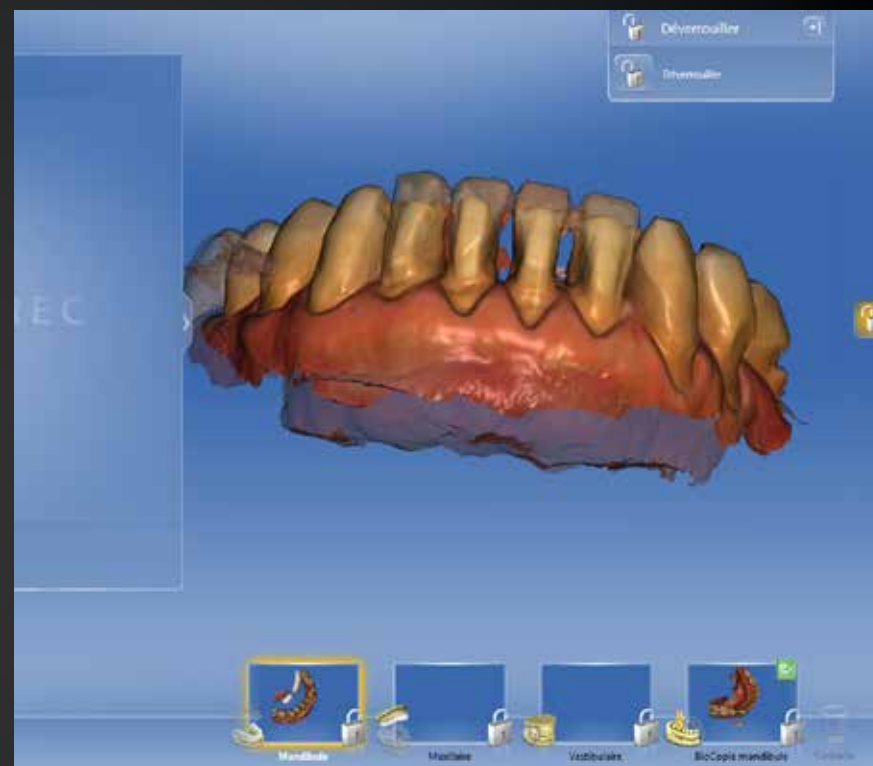 Déverrouiller
Déverrouiller
REC
Mandibule
Maxillaire
Vestibulaire
BioCopie mandibule